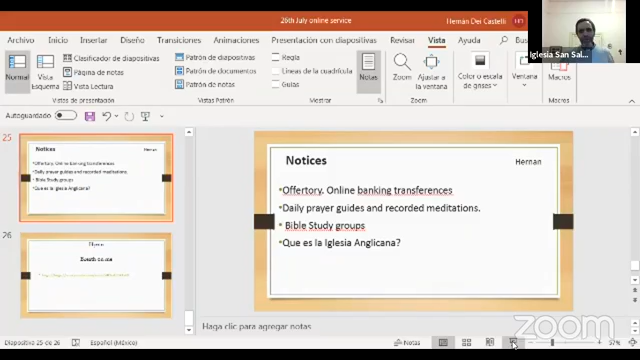 26th July online service
Hernán Dei Castelli
Iglesia San Sal...
Archivo Inicio Insertar Diseño Transiciones Animaciones Presentación con diapositivas Revisar Vista Ayuda
Normal
Vista Esquema
Clasificador de diapositivas
Página de notas
Vista Lectura
Vistas de presentación
Patrón de diapositivas
Patrón de documentos
Patrón de notas
Vistas Patrón
Regla
Líneas de cuadrícula
Guías
Mostrar
Notas
Zoom
Ajustar a la ventana
Zoom
Color o escala de grises
Ventana
Macros
Macros
Autoguardado
25
Notices Hernan
Offertory. Online banking transferences
Daily prayer guides and recorded meditations.
Bible Study groups
Que es la Iglesia Anglicana?
26
Hymn
Notices Hernan
•Offertory. Online banking transferences
•Daily prayer guides and recorded meditations.
• Bible Study groups
•Que es la Iglesia Anglicana?
Haga clic para agregar notas
Diapositiva 25 de 26 Español (México) Notas 97%
zoom